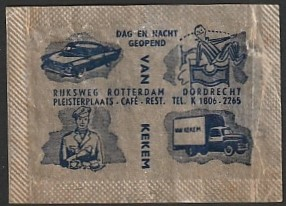 DAG EN NACHT
GEOPEND
VAN KEKEM
RIJKSWEG ROTTERDAM DORDRECHT
PLEISTERPLAATS - CAFÉ - REST. TEL. K 1806-2265
VAN KEKEM